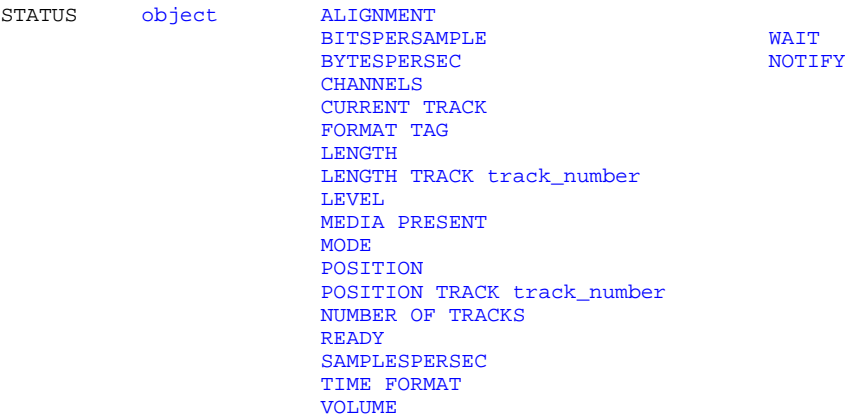 STATUS object ALIGNMENT
BITSPERSAMPLE WAIT
BYTESPERSEC NOTIFY
CHANNELS
CURRENT TRACK
FORMAT TAG
LENGTH
LENGTH TRACK track_number
LEVEL
MEDIA PRESENT
MODE
POSITION
POSITION TRACK track_number
NUMBER OF TRACKS
READY
SAMPLESPERSEC
TIME FORMAT
VOLUME